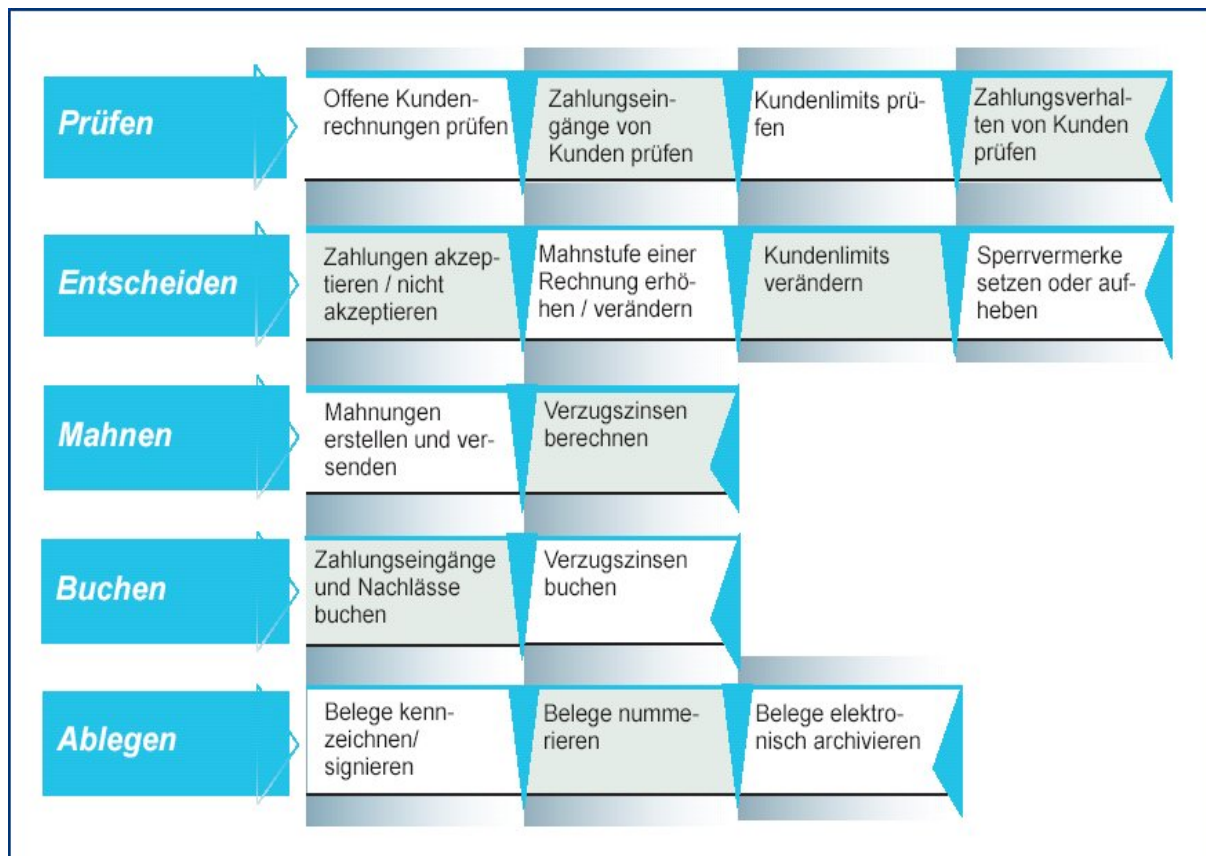 Prüfen
Offene Kunden-
rechnungen prüfen
Zahlungsein-
gänge von
Kunden prüfen
Kundenlimits prü-
fen
Zahlungsverhal-
ten von Kunden
prüfen
Entscheiden
Zahlungen akzep-
tieren / nicht
akzeptieren
Mahnstufe einer
Rechnung erhö-
hen / verändern
Kundenlimits
verändern
Sperrvermerke
setzen oder auf-
heben
Mahnen
Mahnungen
erstellen und ver-
senden
Verzugszinsen
berechnen
Buchen
Zahlungseingänge
und Nachlässe
buchen
Verzugszinsen
buchen
Ablegen
Belege kenn-
zeichnen/
signieren
Belege numme-
rieren
Belege elektro-
nisch archivieren